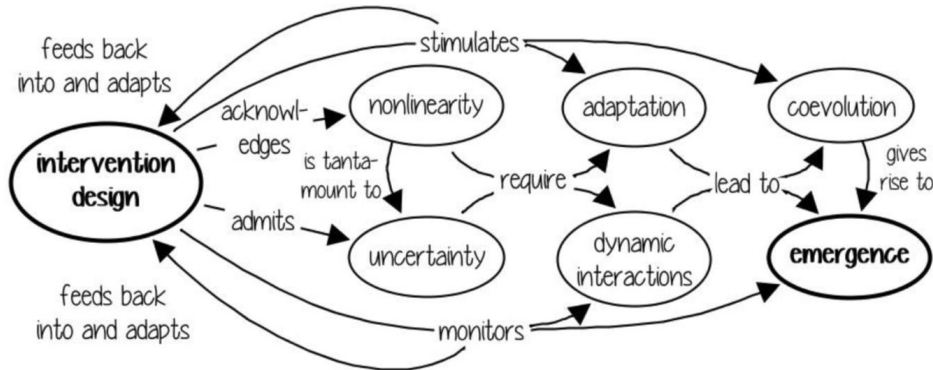 feeds back
into and adapts
stimulates
acknowl-
edges
nonlinearity
adaptation
coevolution
intervention
design
is tanta-
mount to
require
lead to
gives
rise to
admits
uncertainty
dynamic
interactions
emergence
feeds back
into and adapts
monitors